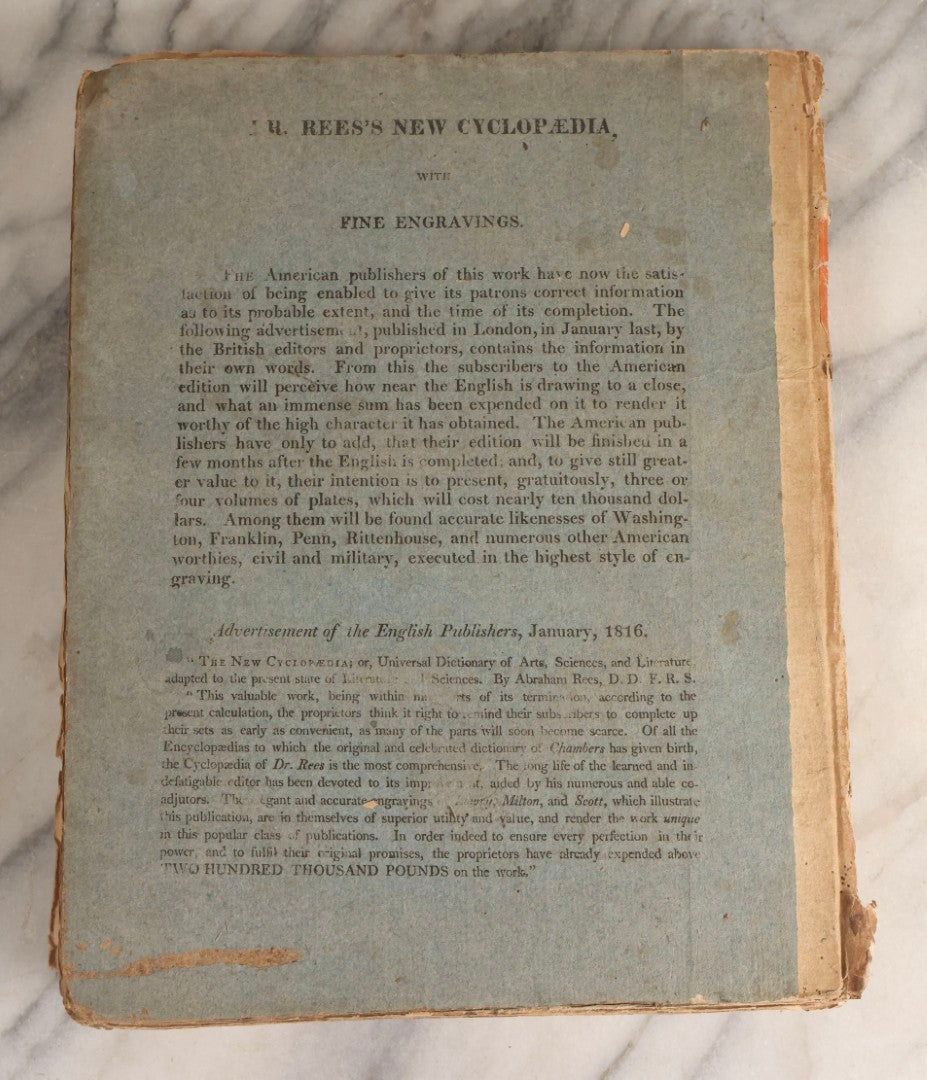 R. REES'S NEW CYCLOPÆDIA,
WITH
FINE ENGRAVINGS.
THE American publishers of this work have now the satis-
faction of being enabled to give its patrons correct information
as to its probable extent, and the time of its completion. The
following advertisement, published in London, in January last, by
the British editors and proprietors, contains the information in
their own words. From this the subscribers to the American
edition will perceive how near the English is drawing to a close,
and what an immense sum has been expended on it to render it
worthy of the high character it has obtained. The American pub-
lishers have only to add, that their edition will be finished in a
few months after the English is completed; and, to give still great-
er value to it, their intention is to present, gratuitously, three or
four volumes of plates, which will cost nearly ten thousand dol-
lars. Among them will be found accurate likenesses of Washing-
ton, Franklin, Penn, Rittenhouse, and numerous other American
worthies, civil and military, executed in the highest style of en-
graving.
Advertisement of the English Publishers, January, 1816.
"THE NEW CYCLOPÆDIA; or, Universal Dictionary of Arts, Sciences, and Literature,
adapted to the present state of Literature and Sciences. By Abraham Rees, D. D. F. R. S.
"This valuable work, being within parts of its termination, according to the
present calculation, the proprietors think it right to remind their subscribers to complete up
their sets as early as convenient, as many of the parts will soon become scarce. Of all the
Encyclopædias to which the original and celebrated dictionary of Chambers has given birth,
the Cyclopædia of Dr. Rees is the most comprehensive. The long life of the learned and in-
defatigable editor has been devoted to its improvement, aided by his numerous and able co-
adjutors. The elegant and accurate engravings Milton, and Scott, which illustrate
this publication, are in themselves of superior utility and value, and render the work unique
in this popular class of publications. In order indeed to ensure every perfection in their
power, and to fulfil their original promises, the proprietors have already expended above
TWO HUNDRED THOUSAND POUNDS on the work."